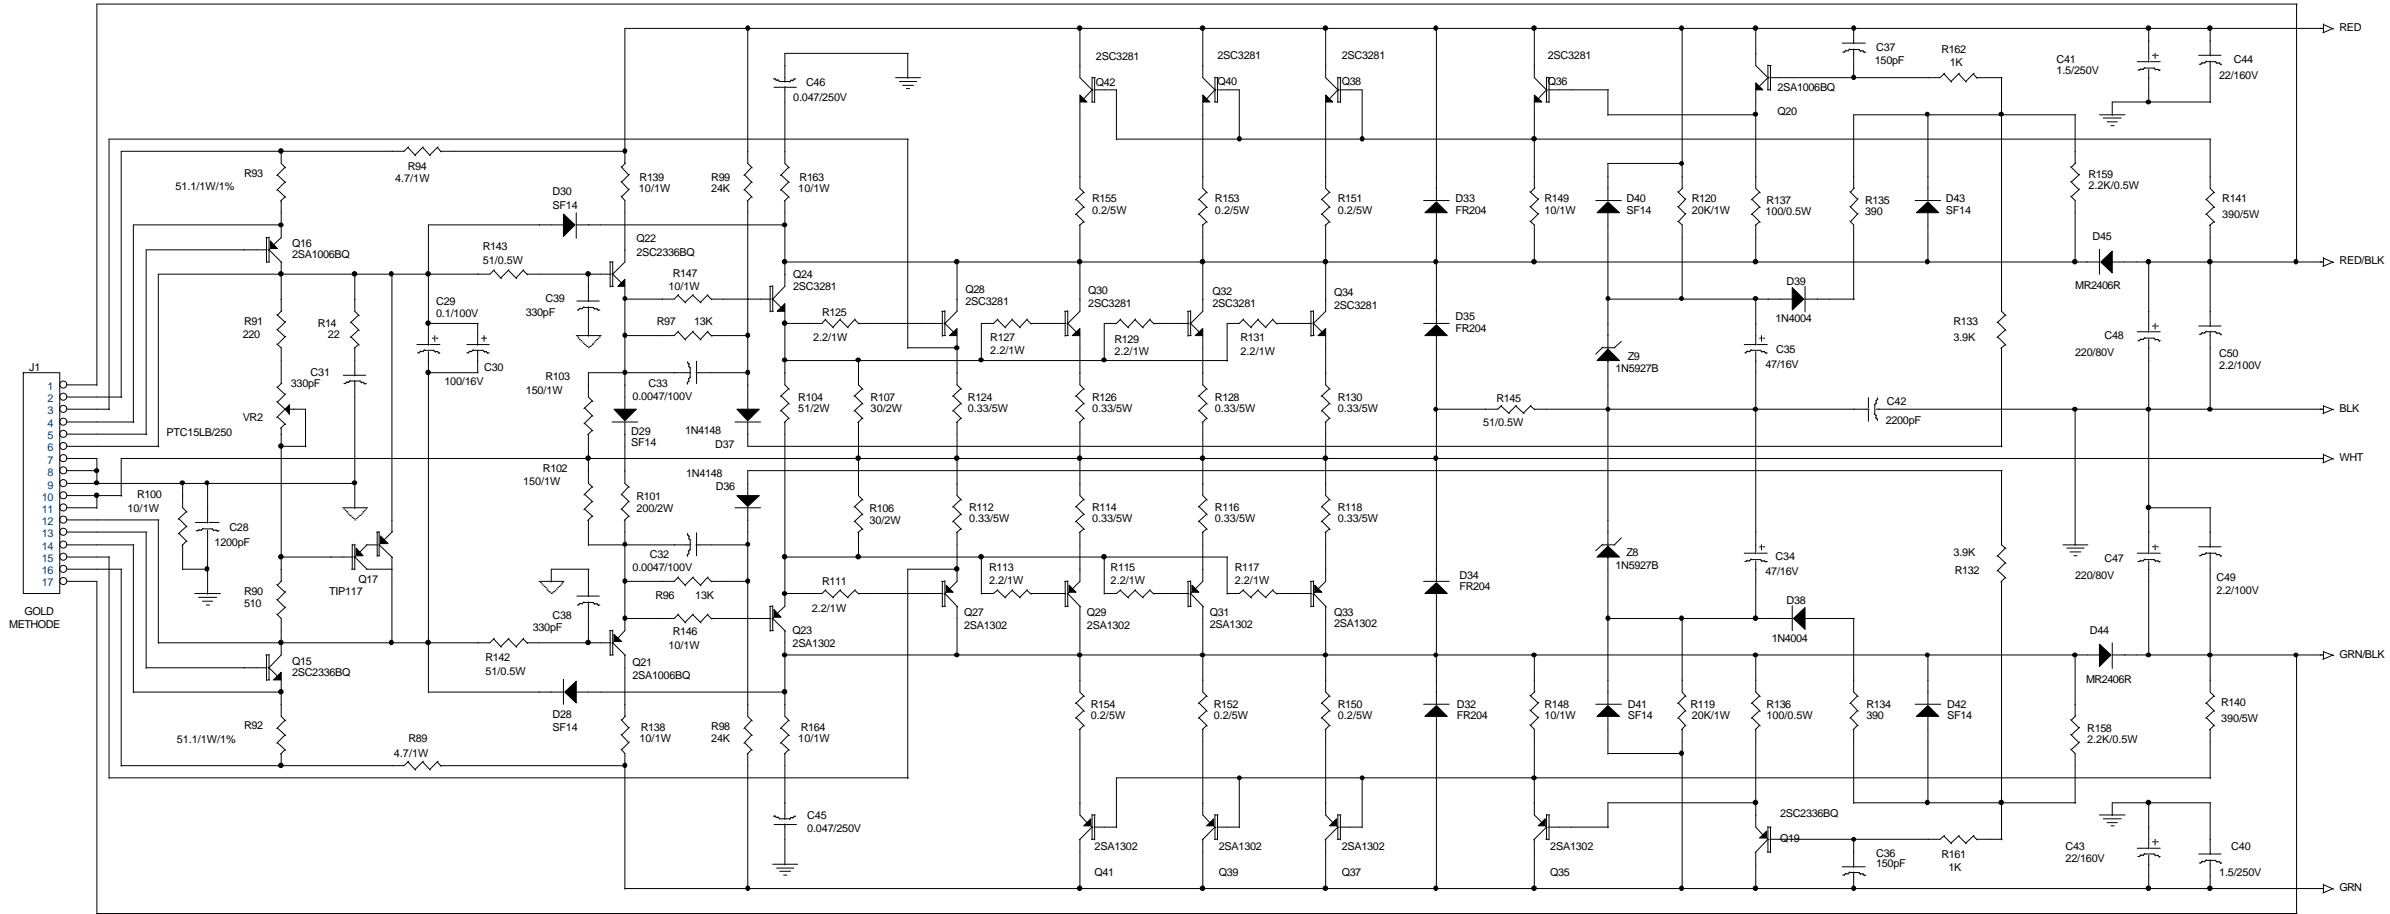 RED
C37
150pF
R162
1K
C41
1.5/250V
C44
22/160V
2SC3281
Q42
2SC3281
Q40
2SC3281
Q38
2SC3281
Q36
2SA1006BQ
Q20
C46
0.047/250V
R93
51.1/1W/1%
R94
4.7/1W
R139
10/1W
R99
24K
R163
10/1W
D30
SF14
R155
0.2/5W
R153
0.2/5W
R151
0.2/5W
D33
FR204
R149
10/1W
D40
SF14
R120
20K/1W
R137
100/0.5W
R135
390
D43
SF14
R159
2.2K/0.5W
R141
390/5W
Q16
2SA1006BQ
R143
51/0.5W
Q22
2SC2336BQ
R147
10/1W
Q24
2SC3281
D45
MR2406R
RED/BLK
C29
0.1/100V
C39
330pF
R97
13K
R125
2.2/1W
Q28
2SC3281
R127
2.2/1W
Q30
2SC3281
R129
2.2/1W
Q32
2SC3281
R131
2.2/1W
Q34
2SC3281
D35
FR204
D39
1N4004
R133
3.9K
C48
220/80V
C50
2.2/100V
R91
220
R14
22
C30
100/16V
Z9
1N5927B
C35
47/16V
J1
330pF
C31
VR2
PTC15LB/250
R103
150/1W
C33
0.0047/100V
D29
SF14
1N4148
D37
R104
51/2W
R107
30/2W
R124
0.33/5W
R126
0.33/5W
R128
0.33/5W
R130
0.33/5W
R145
51/0.5W
C42
2200pF
BLK
WHT
1
2
3
4
5
6
7
8
9
10
11
12
13
14
15
16
17
GOLD
METHODE
R100
10/1W
C28
1200pF
R102
150/1W
R101
200/2W
1N4148
D36
R106
30/2W
R112
0.33/5W
R114
0.33/5W
R116
0.33/5W
R118
0.33/5W
Q17
TIP117
R90
510
C32
0.0047/100V
C38
330pF
R96
13K
R111
2.2/1W
R113
2.2/1W
R115
2.2/1W
R117
2.2/1W
D34
FR204
Z8
1N5927B
C34
47/16V
3.9K
R132
C47
220/80V
C49
2.2/100V
Q27
2SA1302
Q29
2SA1302
Q31
2SA1302
Q33
2SA1302
D38
1N4004
R146
10/1W
Q23
2SA1302
D44
MR2406R
GRN/BLK
Q15
2SC2336BQ
R142
51/0.5W
Q21
2SA1006BQ
D28
SF14
R92
51.1/1W/1%
R89
4.7/1W
R138
10/1W
R98
24K
R164
10/1W
R154
0.2/5W
R152
0.2/5W
R150
0.2/5W
D32
FR204
R148
10/1W
D41
SF14
R119
20K/1W
R136
100/0.5W
R134
390
D42
SF14
R158
2.2K/0.5W
R140
390/5W
C45
0.047/250V
2SA1302
Q41
2SA1302
Q39
2SA1302
Q37
2SA1302
Q35
2SC2336BQ
Q19
C36
150pF
R161
1K
C43
22/160V
C40
1.5/250V
GRN